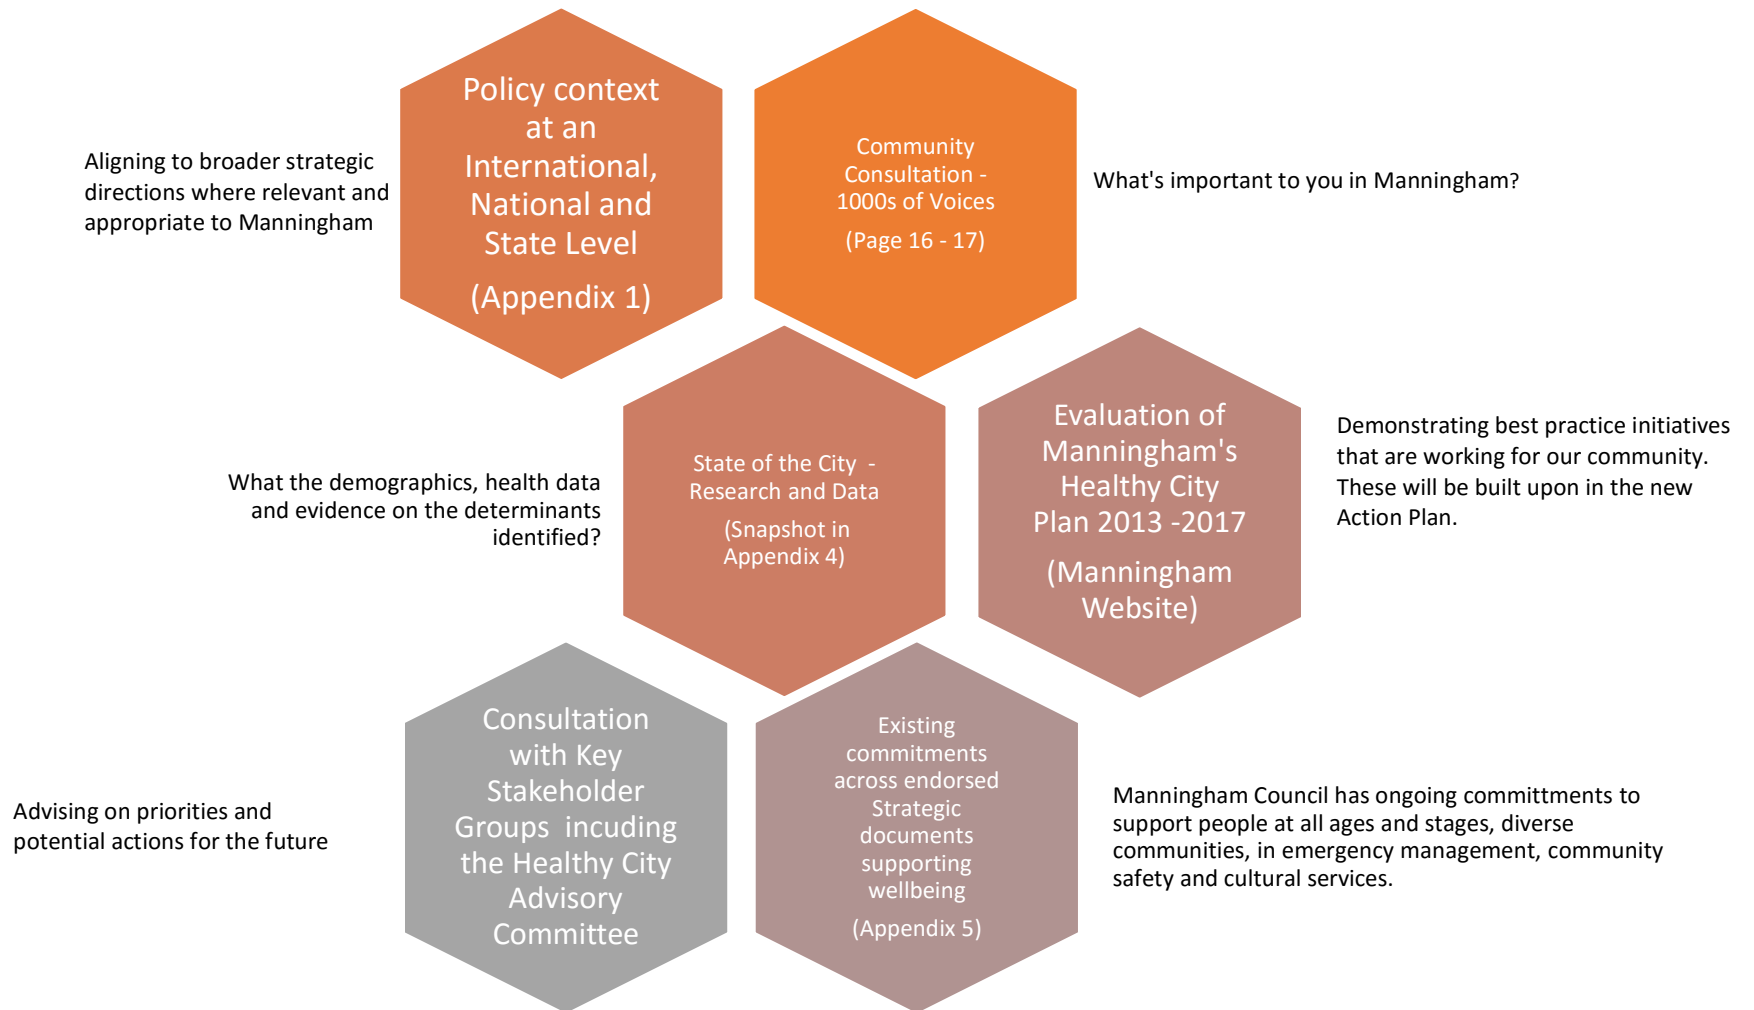 Policy context
at an
International,
National and
State Level
(Appendix 1)
Aligning to broader strategic
directions where relevant and
appropriate to Manningham
Community
Consultation -
1000s of Voices
(Page 16 - 17)
What's important to you in Manningham?
State of the City  -
Research and Data
(Snapshot in
Appendix 4)
What the demographics, health data
and evidence on the determinants
identified?
Evaluation of
Manningham's
Healthy City
Plan 2013 -2017
(Manningham
Website)
Demonstrating best practice initiatives
that are working for our community.
These will be built upon in the new
Action Plan.
Consultation
with Key
Stakeholder
Groups  incuding
the Healthy City
Advisory
Committee
Advising on priorities and
potential actions for the future
Existing
commitments
across endorsed
Strategic
documents
supporting
wellbeing
(Appendix 5)
Manningham Council has ongoing committments to
support people at all ages and stages, diverse
communities, in emergency management, community
safety and cultural services.